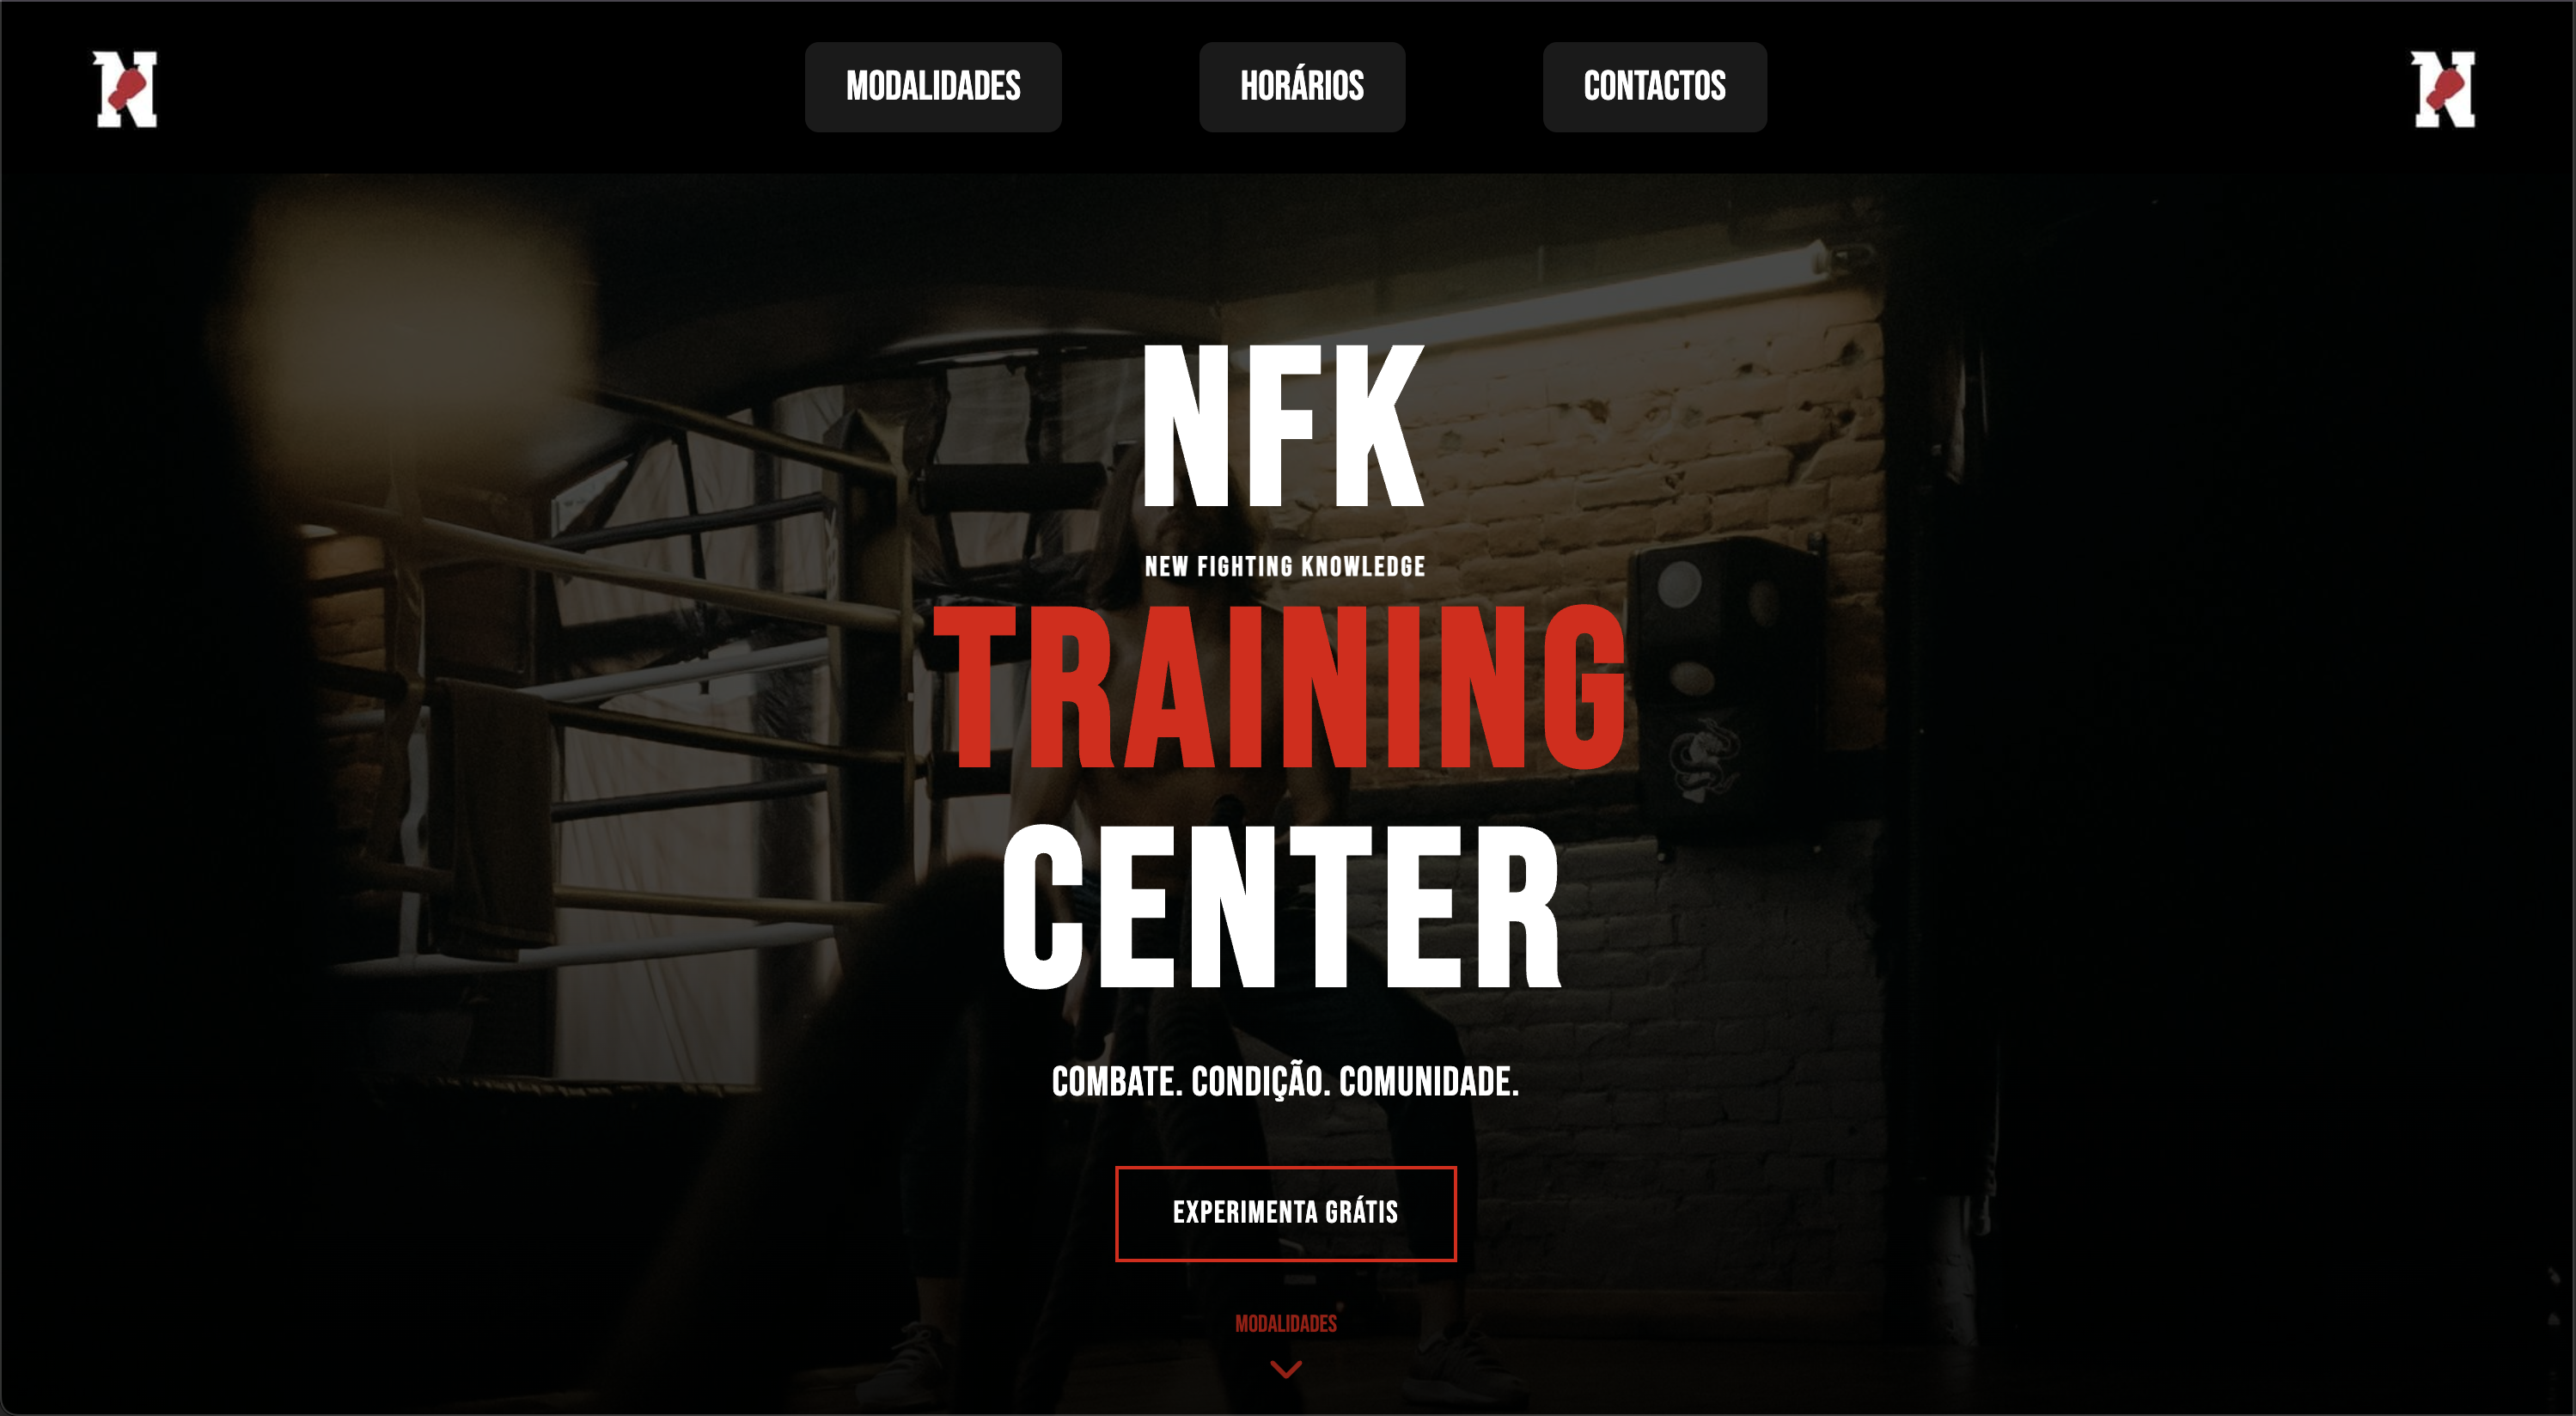 N
MODALIDADES
HORÁRIOS
CONTACTOS
N
NFK
NEW FIGHTING KNOWLEDGE
TRAINING
CENTER
COMBATE. CONDIÇÃO. COMUNIDADE.
EXPERIMENTA GRÁTIS
MODALIDADES